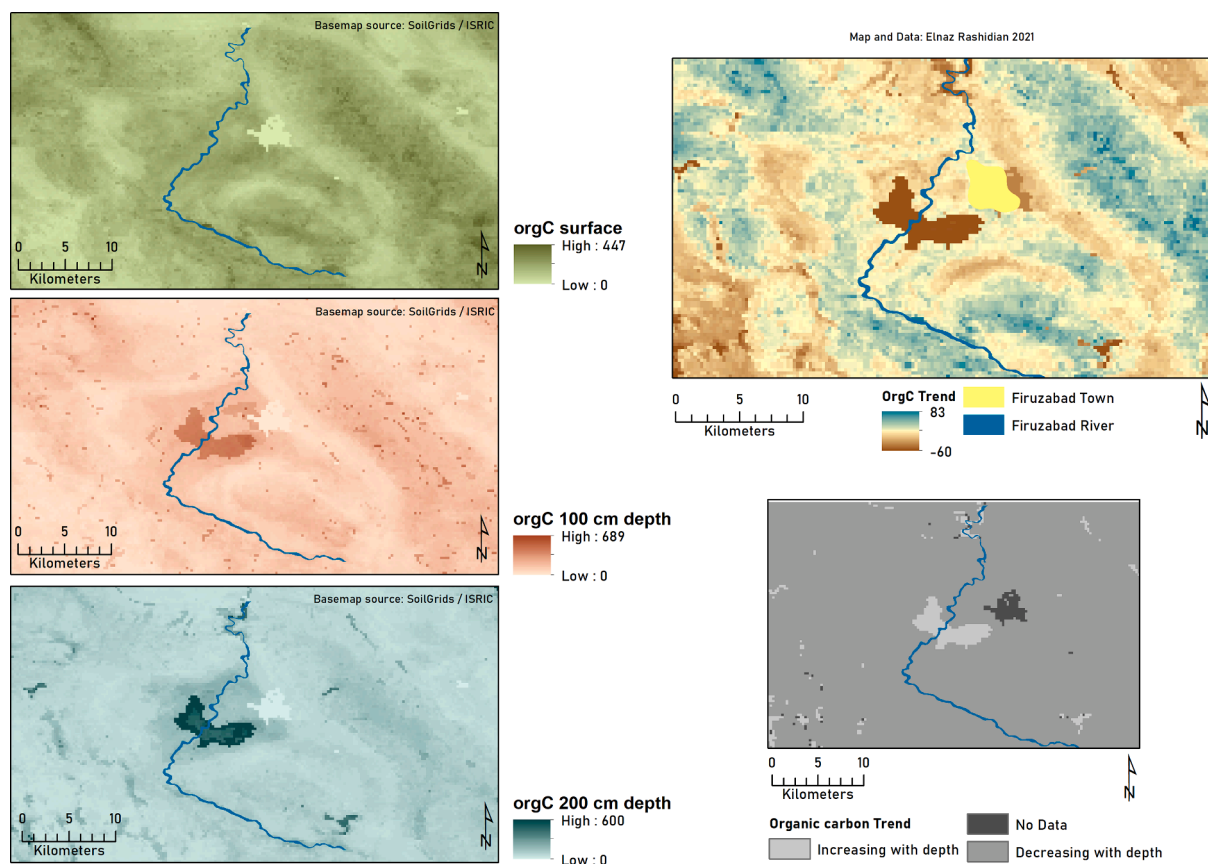 Basemap source: SoilGrids / ISRIC
0 5 10
Kilometers
N
orgC surface
High : 447
Low : 0
Basemap source: SoilGrids / ISRIC
0 5 10
Kilometers
N
orgC 100 cm depth
High : 689
Low : 0
Basemap source: SoilGrids / ISRIC
0 5 10
Kilometers
N
orgC 200 cm depth
High : 600
Low : 0
Map and Data: Elnaz Rashidian 2021
0 5 10
Kilometers
OrgC Trend
83
-60
Firuzabad Town
Firuzabad River
N
0 5 10
Kilometers
N
Organic carbon Trend
No Data
Increasing with depth
Decreasing with depth